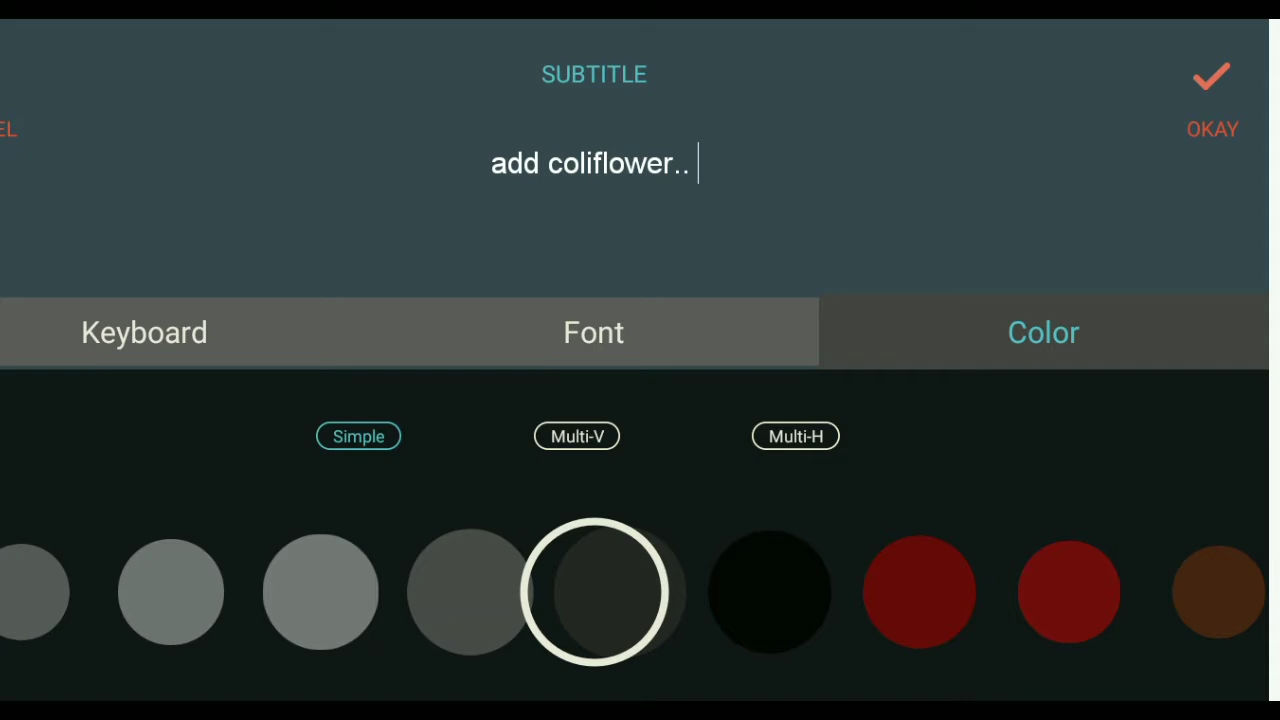 SUBTITLE
EL
OKAY
add coliflower..
Keyboard
Font
Color
Simple
Multi-V
Multi-H